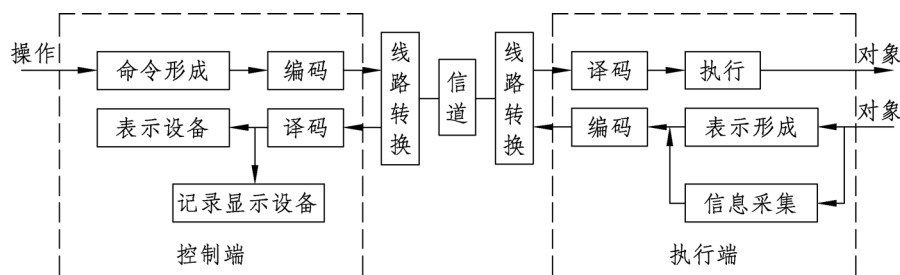 操作
命令形成
编码
线路转换
信道
线路转换
译码
执行
对象
表示设备
译码
编码
表示形成
对象
记录显示设备
信息采集
控制端
执行端